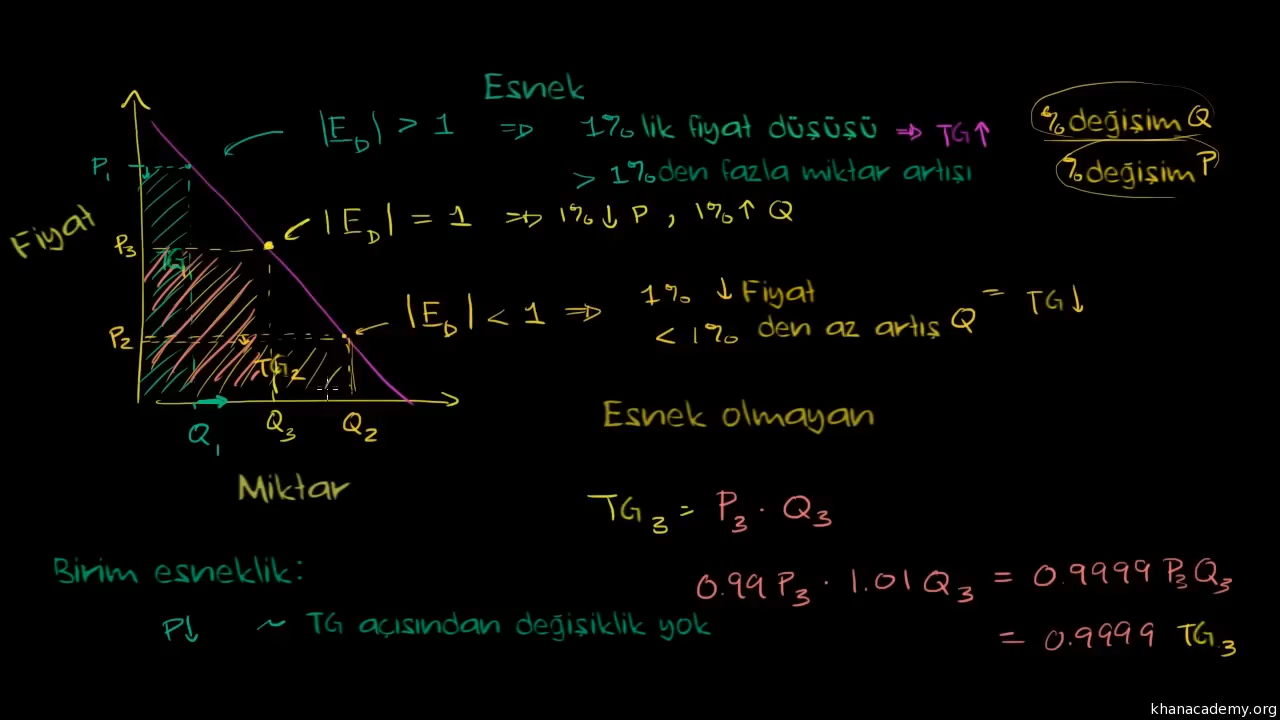 Esnek
|E_D| > 1 ⇒ 1% lik fiyat düşüşü ⇒ TG↑
> 1% den fazla miktar artışı
% değişim Q
% değişim P
|E_D| = 1 ⇒ 1% ↓ P , 1% ↑ Q
|E_D| < 1 ⇒ 1% ↓ Fiyat
< 1% den az artış Q = TG↓
Esnek olmayan
Fiyat
P₁
P₃
P₂
TG
TG₂
Q₁
Q₃
Q₂
Miktar
TG₃ = P₃ · Q₃
0.99 P₃ · 1.01 Q₃ = 0.9999 P₃ Q₃
= 0.9999 TG₃
Birim esneklik:
P↓ ~ TG açısından değişiklik yok
khanacademy.org